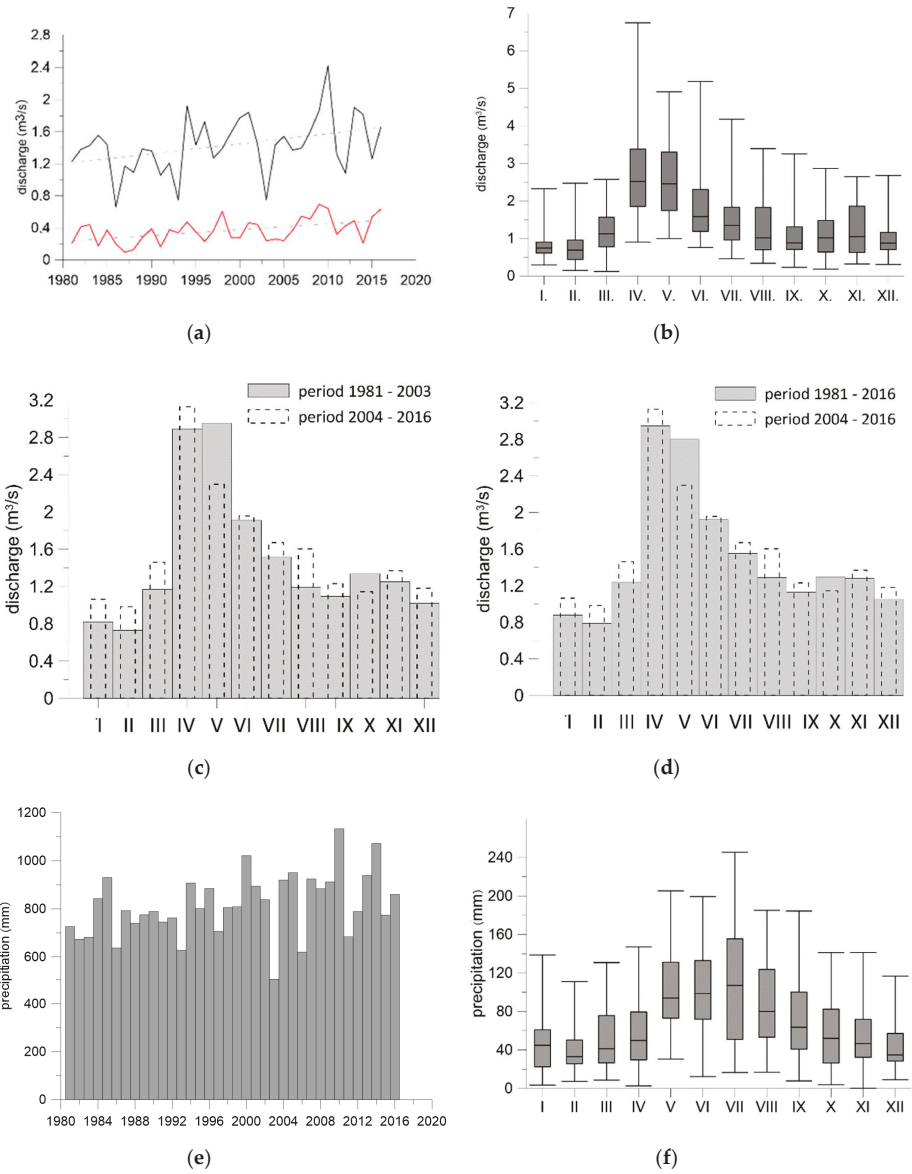 2.8
2.4
2
1.6
1.2
0.8
0.4
0
discharge (m3/s)
1980 1985 1990 1995 2000 2005 2010 2015 2020
(a)
7
6
5
4
3
2
1
0
discharge (m³/s)
I. II. III. IV. V. VI. VII. VIII. IX. X. XI. XII.
(b)
period 1981 - 2003
period 2004 - 2016
3.2
2.8
2.4
2
1.6
1.2
0.8
0.4
0
discharge (m³/s)
I II III IV V VI VII VIII IX X XI XII
(c)
period 1981 - 2016
period 2004 - 2016
3.2
2.8
2.4
2
1.6
1.2
0.8
0.4
0
discharge (m³/s)
I II III IV V VI VII VIII IX X XI XII
(d)
1200
1000
800
600
400
200
0
precipitation (mm)
1980 1984 1988 1992 1996 2000 2004 2008 2012 2016 2020
(e)
240
200
160
120
80
40
0
precipitation (mm)
I II III IV V VI VII VIII IX X XI XII
(f)